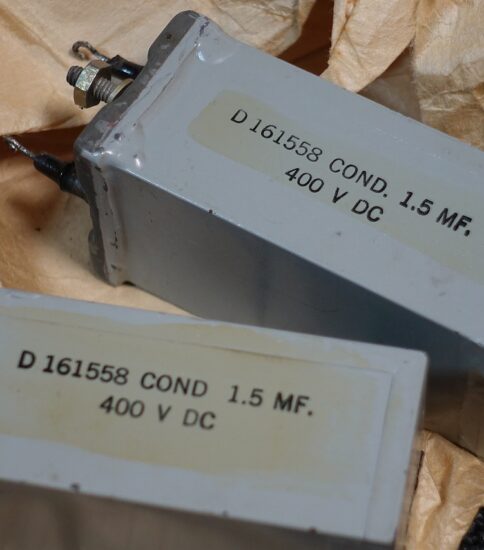 D 161558 COND. 1.5 MF.
400 V DC
D 161558 COND 1.5 MF.
400 V DC